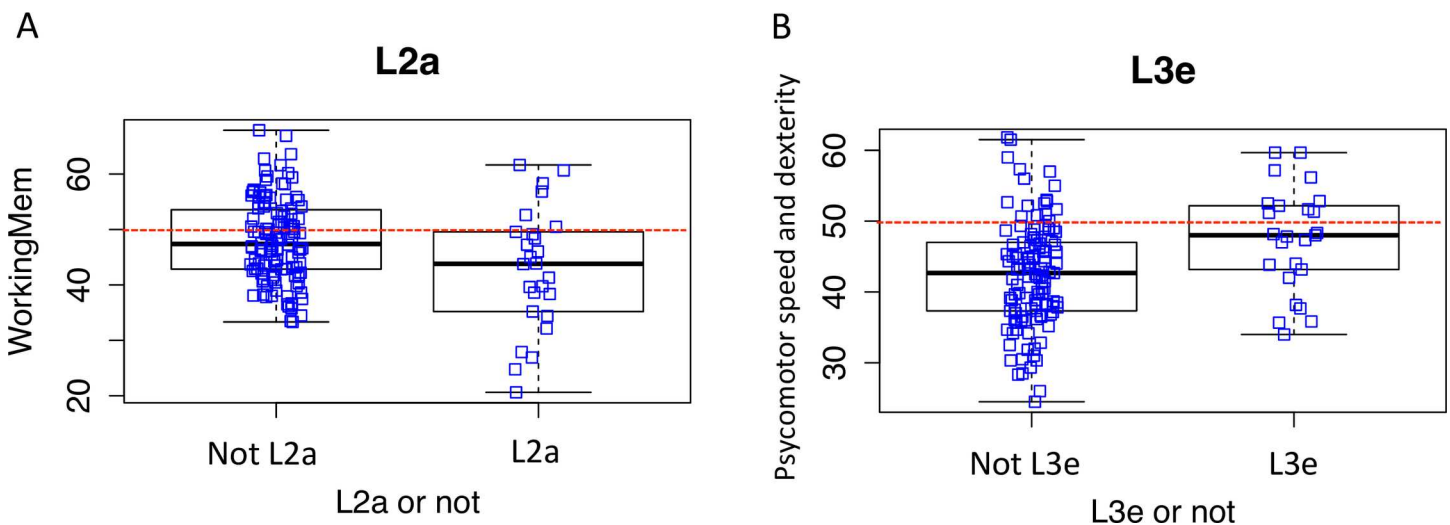 A
L2a
WorkingMem
60
40
20
Not L2a
L2a
L2a or not
B
L3e
Psycomotor speed and dexterity
60
50
40
30
Not L3e
L3e
L3e or not